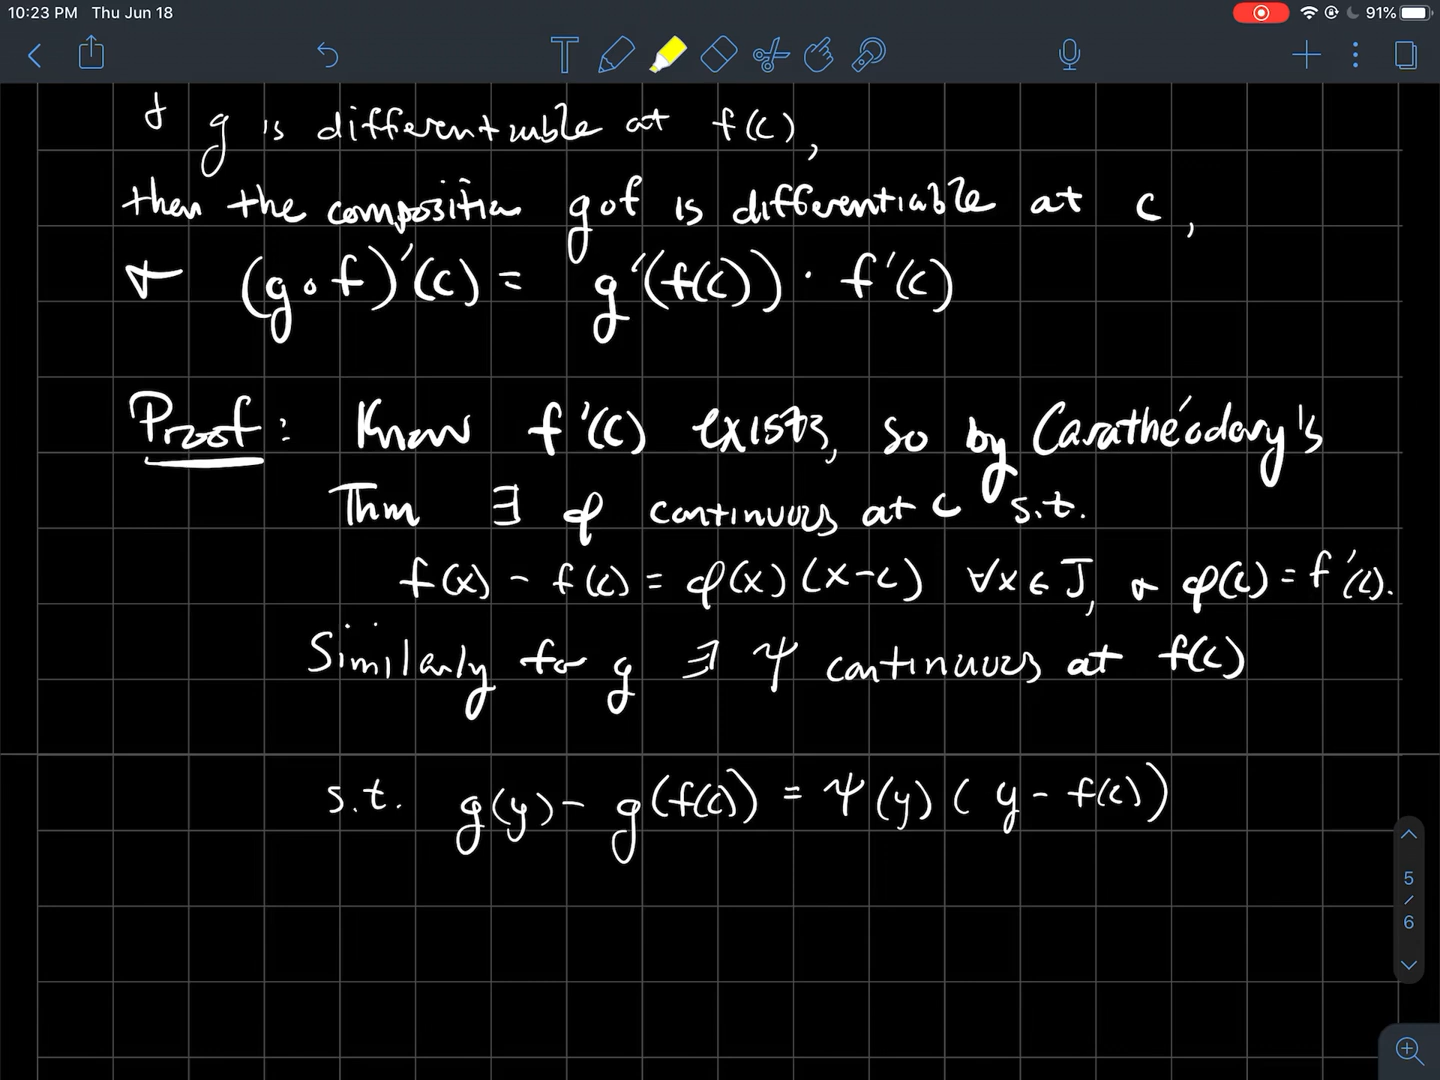 10:23 PM Thu Jun 18
91%
& g is differentiable at f(c),
then the composition g∘f is differentiable at c,
& (g∘f)'(c) = g'(f(c)) · f'(c)
Proof: Know f'(c) exists, so by Carathéodory's
Thm ∃ φ continuous at c s.t.
f(x) - f(c) = φ(x)(x-c) ∀x∈J, & φ(c) = f'(c).
Similarly for g ∃ ψ continuous at f(c)
s.t. g(y) - g(f(c)) = ψ(y)(y - f(c))
5
/
6